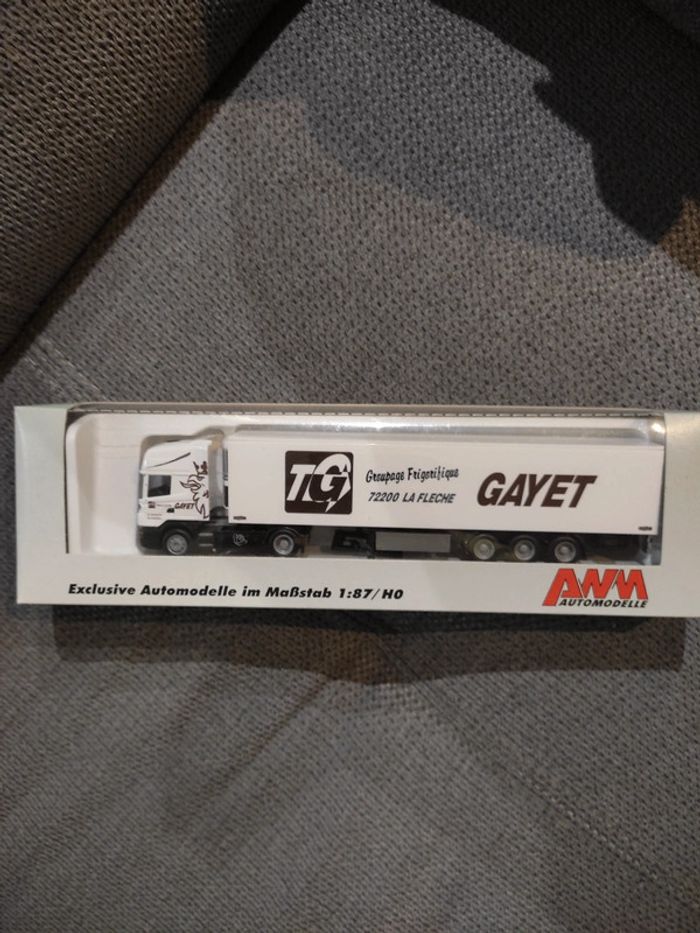 TG
Groupage Frigorifique
72200 LA FLECHE
GAYET
GAYET
Exclusive Automodelle im Maßstab 1:87/H0
AWM
AUTOMODELLE